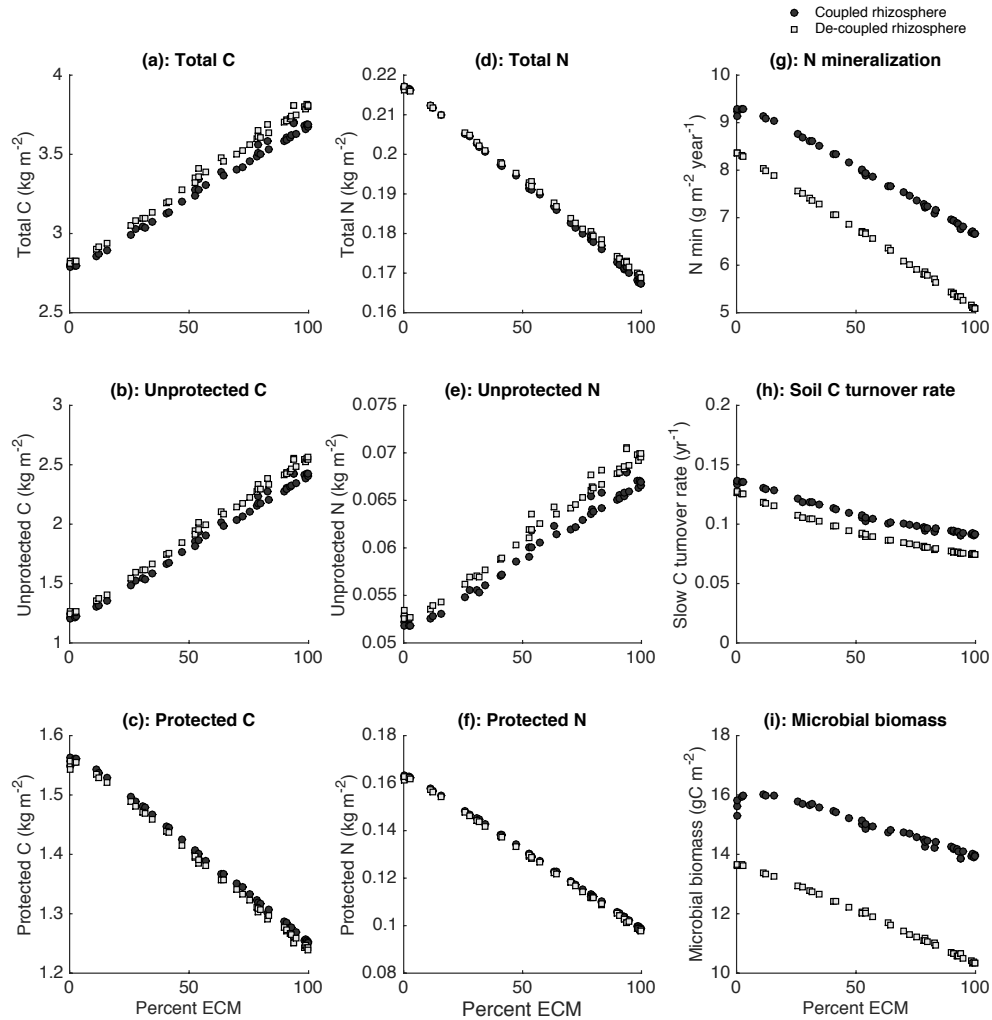 Coupled rhizosphere
De-coupled rhizosphere
(a): Total C
Total C (kg m-2)
4
3.5
3
2.5
0 50 100
(d): Total N
Total N (kg m-2)
0.22
0.21
0.2
0.19
0.18
0.17
0.16
0 50 100
(g): N mineralization
N min (g m-2 year-1)
10
9
8
7
6
5
0 50 100
(b): Unprotected C
Unprotected C (kg m-2)
3
2.5
2
1.5
1
0 50 100
(e): Unprotected N
Unprotected N (kg m-2)
0.075
0.07
0.065
0.06
0.055
0.05
0 50 100
(h): Soil C turnover rate
Slow C turnover rate (yr-1)
0.2
0.15
0.1
0.05
0
0 50 100
(c): Protected C
Protected C (kg m-2)
1.6
1.5
1.4
1.3
1.2
0 50 100
Percent ECM
(f): Protected N
Protected N (kg m-2)
0.18
0.16
0.14
0.12
0.1
0.08
0 50 100
Percent ECM
(i): Microbial biomass
Microbial biomass (gC m-2)
18
16
14
12
10
0 50 100
Percent ECM